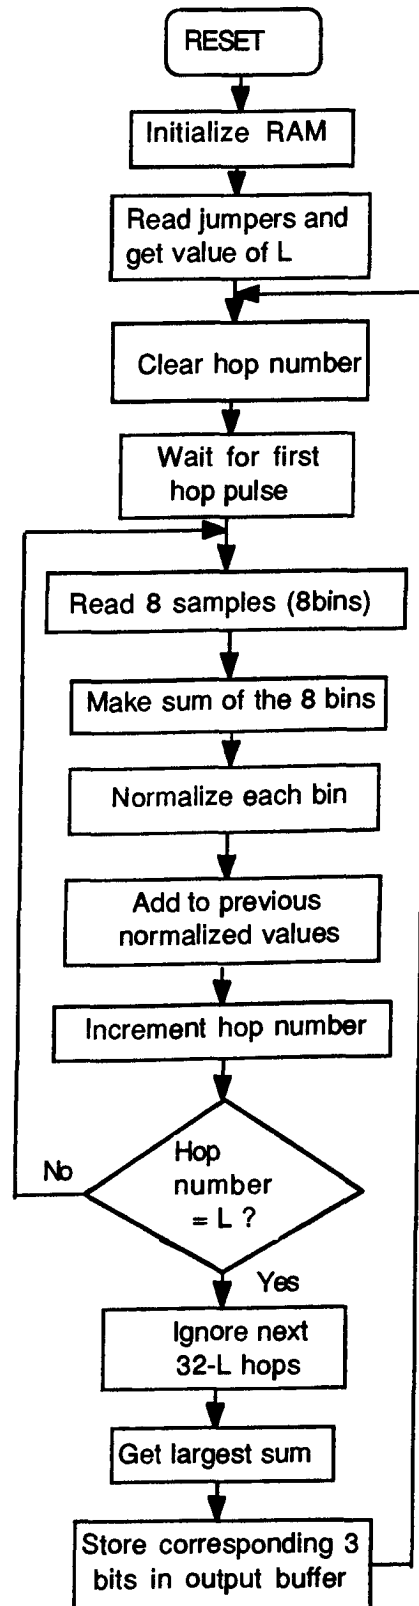 RESET
Initialize RAM
Read jumpers and
get value of L
Clear hop number
Wait for first
hop pulse
Read 8 samples (8bins)
Make sum of the 8 bins
Normalize each bin
Add to previous
normalized values
Increment hop number
Hop
number
= L ?
No
Yes
Ignore next
32-L hops
Get largest sum
Store corresponding 3
bits in output buffer